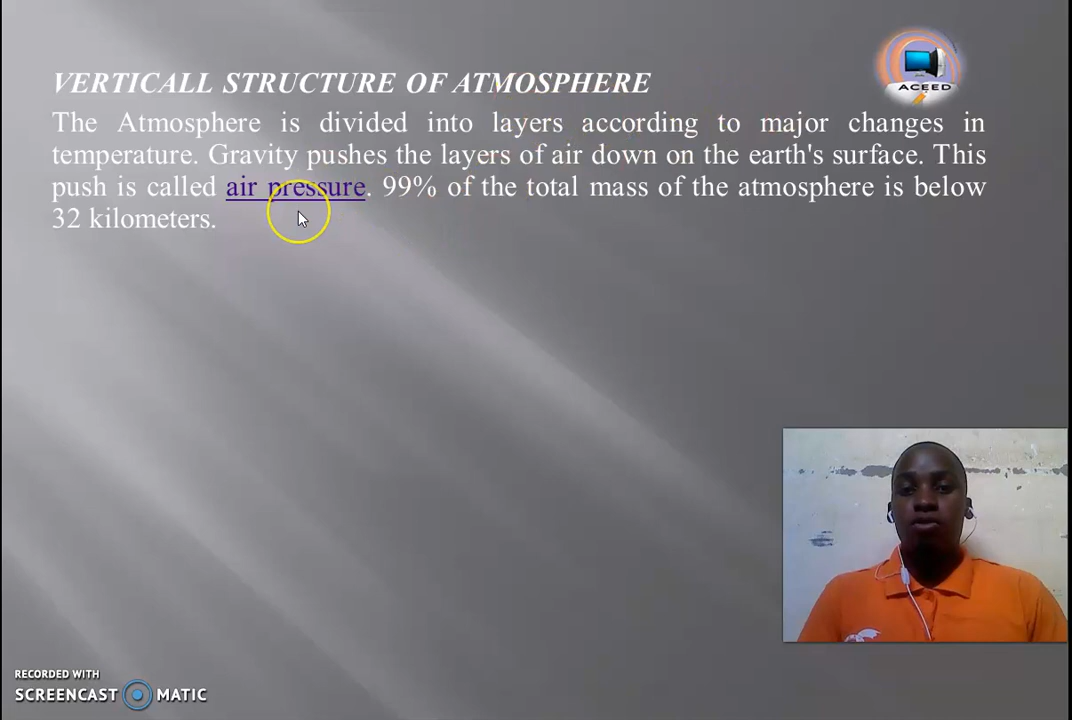 VERTICALL STRUCTURE OF ATMOSPHERE
ACEED
The Atmosphere is divided into layers according to major changes in
temperature. Gravity pushes the layers of air down on the earth's surface. This
push is called air pressure. 99% of the total mass of the atmosphere is below
32 kilometers.
RECORDED WITH
SCREENCAST MATIC